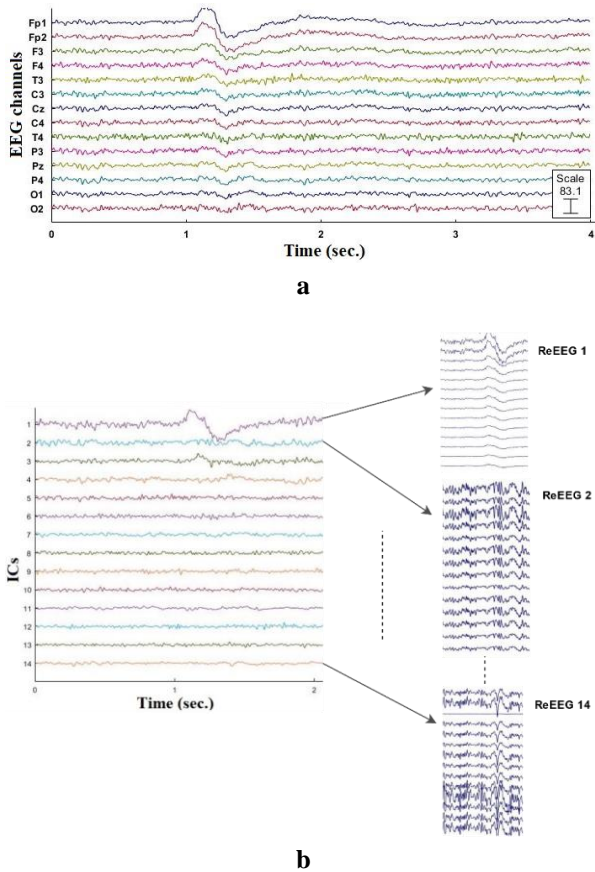 EEG channels
Fp1
Fp2
F3
F4
T3
C3
Cz
C4
T4
P3
Pz
P4
O1
O2
Scale
83.1
0 1 2 3 4
Time (sec.)
a
ICs
1
2
3
4
5
6
7
8
9
10
11
12
13
14
0 1 2
Time (sec.)
ReEEG 1
ReEEG 2
ReEEG 14
b